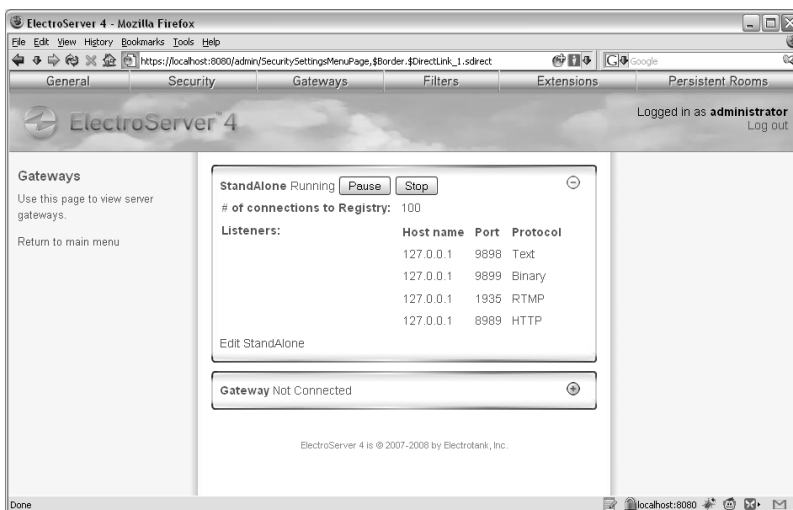 ElectroServer 4 - Mozilla Firefox
File Edit View History Bookmarks Tools Help
https://localhost:8080/admin/SecuritySettingsMenuPage,$Border.$DirectLink_1.sdirect
G Google
General Security Gateways Filters Extensions Persistent Rooms
ElectroServer™ 4
Logged in as administrator
Log out
Gateways
Use this page to view server
gateways.
Return to main menu
StandAlone Running Pause Stop
# of connections to Registry: 100
Listeners: Host name Port Protocol
127.0.0.1 9898 Text
127.0.0.1 9899 Binary
127.0.0.1 1935 RTMP
127.0.0.1 8989 HTTP
Edit StandAlone
Gateway Not Connected
ElectroServer 4 is © 2007-2008 by Electrotank, Inc.
Done
localhost:8080